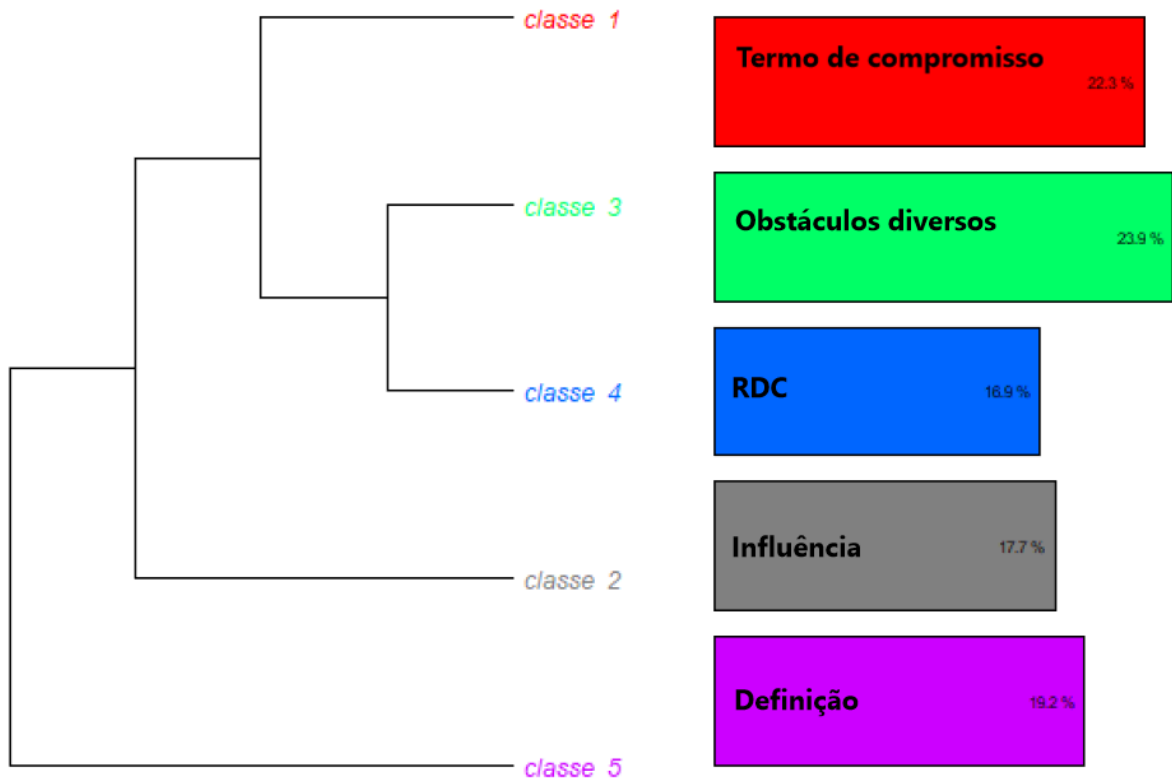 classe 1
Termo de compromisso
22.3 %
classe 3
Obstáculos diversos
23.9 %
classe 4
RDC
16.9 %
classe 2
Influência
17.7 %
classe 5
Definição
19.2 %